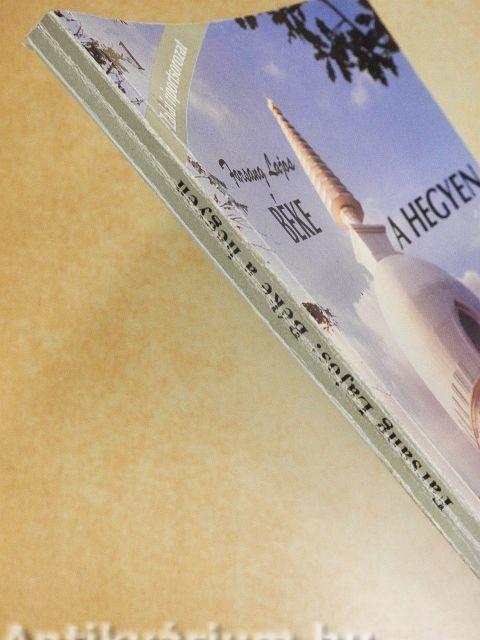 Farsang Lajos
BÉKE
A HEGYEN
Farsang Lajos: Béke a hegyen
Antikvárium.hu